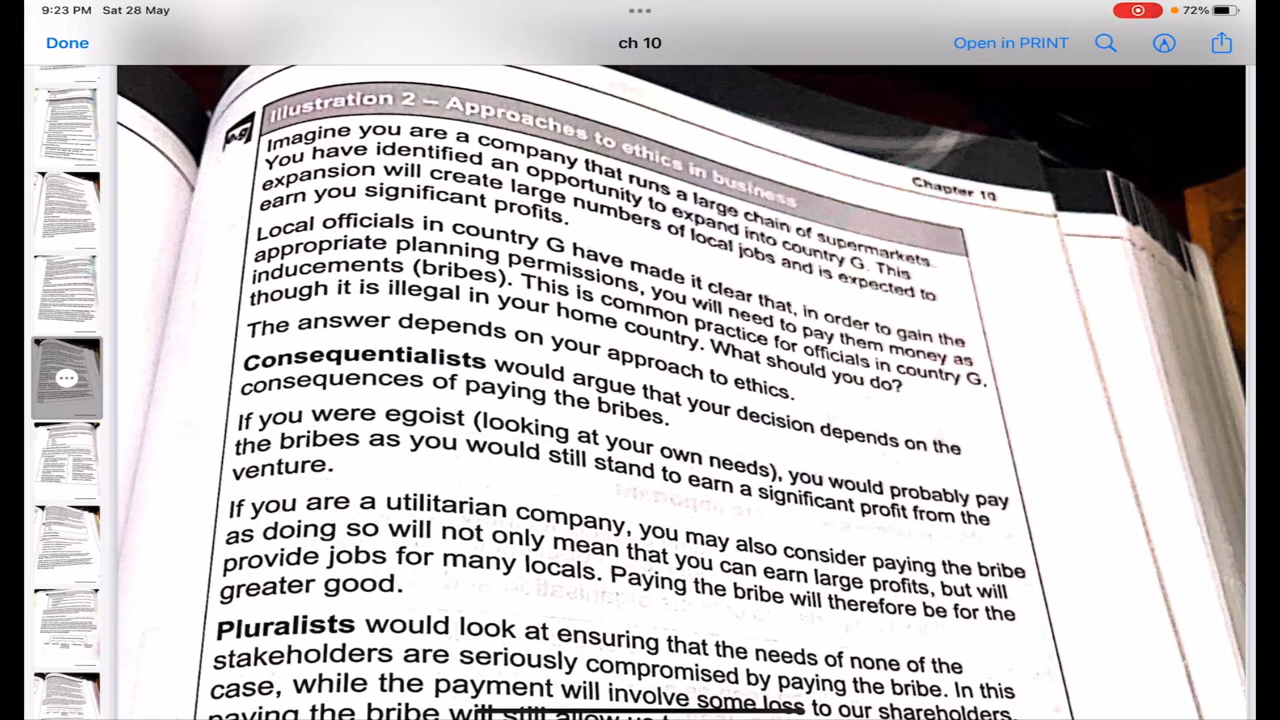 9:23 PM Sat 28 May
72%
Done
ch 10
Open in PRINT
Chapter 10
e.g
Illustration 2 – Approaches to ethics in business
Imagine you are a company that runs a large chain of supermarkets.
You have identified an opportunity to expand into country G. This
expansion will create large numbers of local jobs and is expected to
earn you significant profits.
Local officials in country G have made it clear that, in order to gain the
appropriate planning permissions, you will need to pay them money as
inducements (bribes). This is common practice for officials in country G.
though it is illegal in your home country. What should you do?
The answer depends on your approach to ethics.
Consequentialists would argue that your decision depends on the
consequences of paying the bribes.
If you were egoist (looking at your own needs), you would probably pay
the bribes as you would still stand to earn a significant profit from the
venture.
If you are a utilitarian company, you may also consider paying the bribe
as doing so will not only mean that you can earn large profits, but will
provide jobs for many locals. Paying the bribe will therefore be for the
greater good.
Pluralists would look at ensuring that the needs of none of the
stakeholders are seriously compromised by paying the bribe. In this
case, while the payment will involve some loss to our shareholders,
paying the bribe will still allow us to